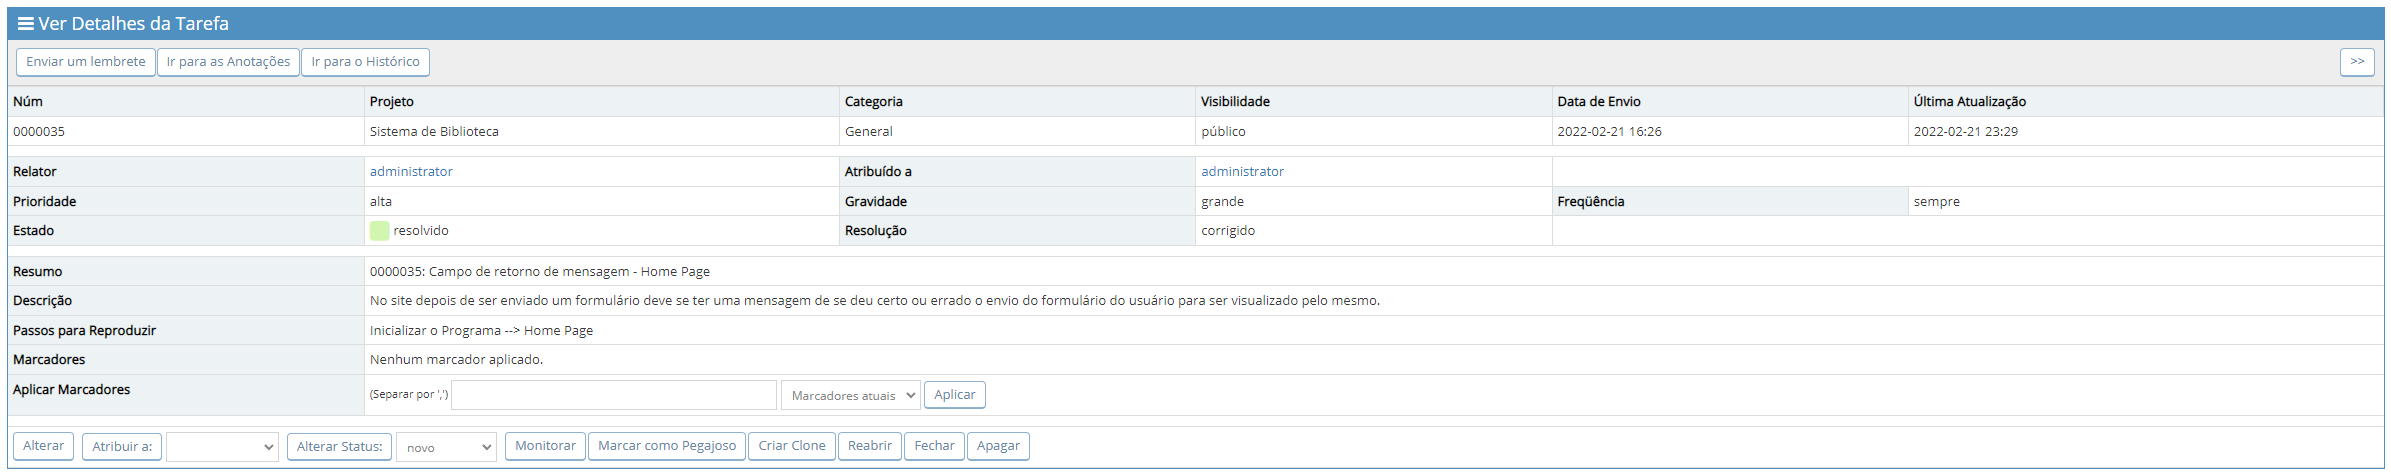 Ver Detalhes da Tarefa
Enviar um lembrete Ir para as Anotações Ir para o Histórico >>
Núm Projeto Categoria Visibilidade Data de Envio Última Atualização
0000035 Sistema de Biblioteca General público 2022-02-21 16:26 2022-02-21 23:29
Relator administrator Atribuído a administrator
Prioridade alta Gravidade grande Freqüência sempre
Estado resolvido Resolução corrigido
Resumo 0000035: Campo de retorno de mensagem - Home Page
Descrição No site depois de ser enviado um formulário deve se ter uma mensagem de se deu certo ou errado o envio do formulário do usuário para ser visualizado pelo mesmo.
Passos para Reproduzir Inicializar o Programa --> Home Page
Marcadores Nenhum marcador aplicado.
Aplicar Marcadores (Separar por ',') Marcadores atuais Aplicar
Alterar Atribuir a: Alterar Status: novo Monitorar Marcar como Pegajoso Criar Clone Reabrir Fechar Apagar